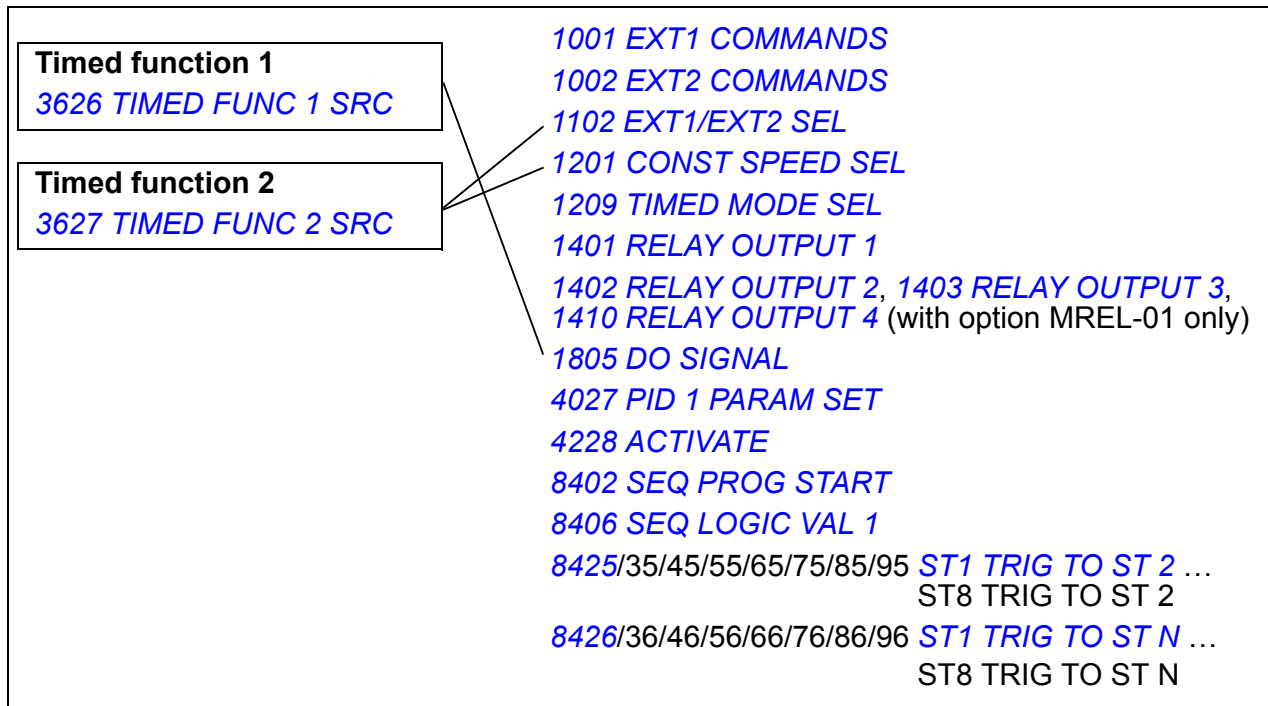 Timed function 1
3626 TIMED FUNC 1 SRC
Timed function 2
3627 TIMED FUNC 2 SRC
1001 EXT1 COMMANDS
1002 EXT2 COMMANDS
1102 EXT1/EXT2 SEL
1201 CONST SPEED SEL
1209 TIMED MODE SEL
1401 RELAY OUTPUT 1
1402 RELAY OUTPUT 2, 1403 RELAY OUTPUT 3,
1410 RELAY OUTPUT 4 (with option MREL-01 only)
1805 DO SIGNAL
4027 PID 1 PARAM SET
4228 ACTIVATE
8402 SEQ PROG START
8406 SEQ LOGIC VAL 1
8425/35/45/55/65/75/85/95 ST1 TRIG TO ST 2 …
ST8 TRIG TO ST 2
8426/36/46/56/66/76/86/96 ST1 TRIG TO ST N …
ST8 TRIG TO ST N